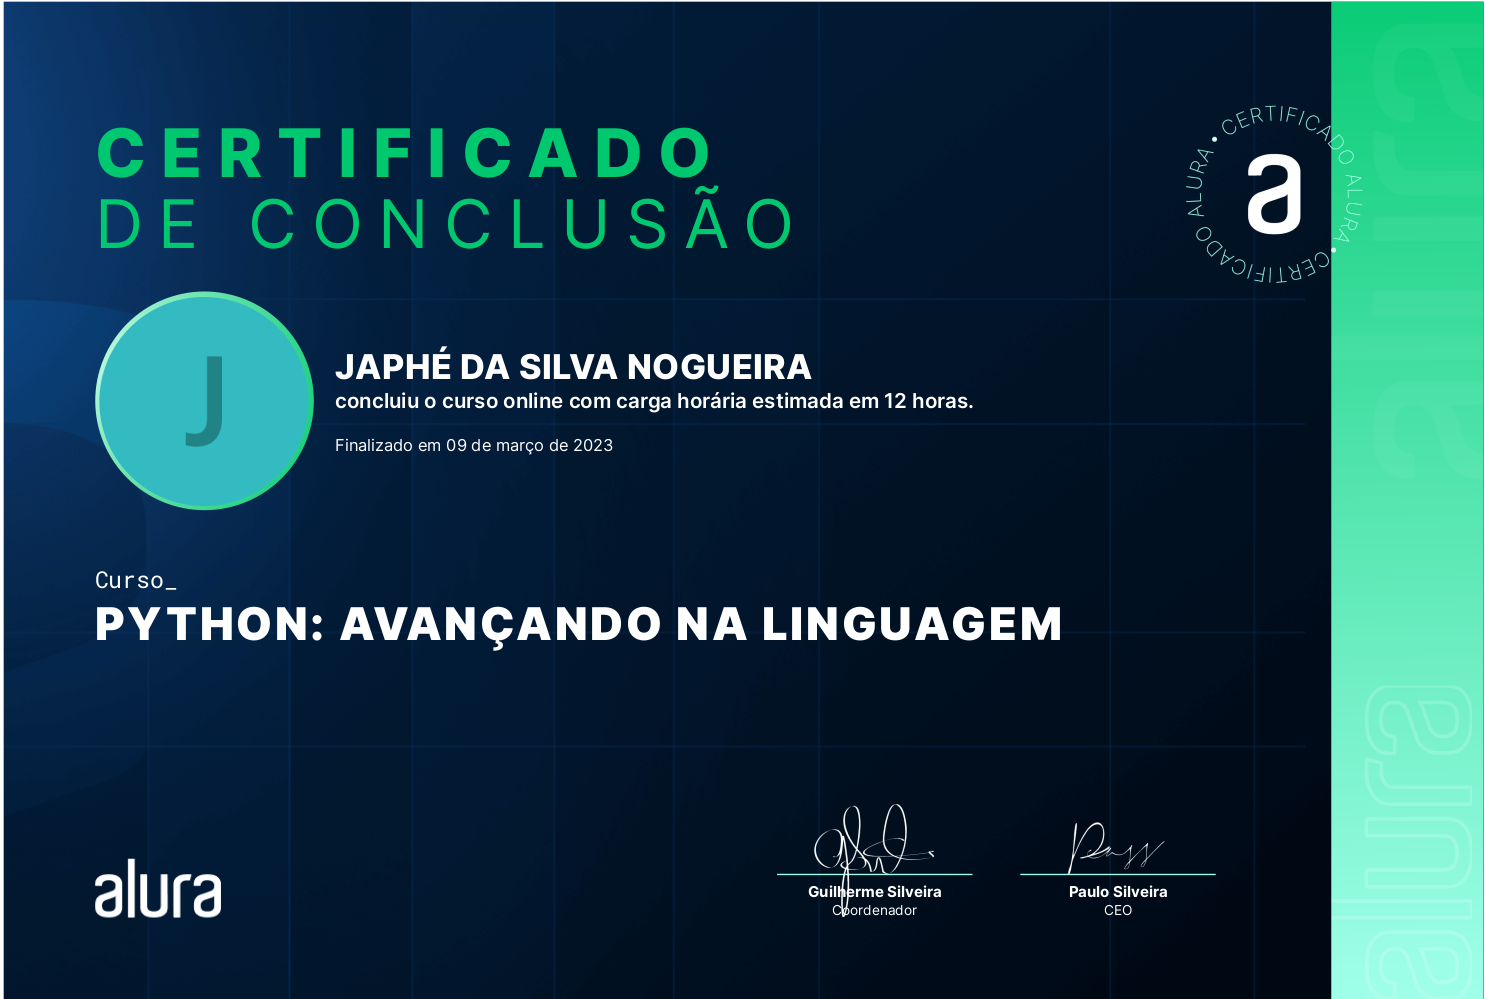 CERTIFICADO
DE CONCLUSÃO
CERTIFICADO ALURA • CERTIFICADO ALURA •
a
J
JAPHÉ DA SILVA NOGUEIRA
concluiu o curso online com carga horária estimada em 12 horas.
Finalizado em 09 de março de 2023
Curso_
PYTHON: AVANÇANDO NA LINGUAGEM
alura
Guilherme Silveira
Coordenador
Paulo Silveira
CEO
alura
alura